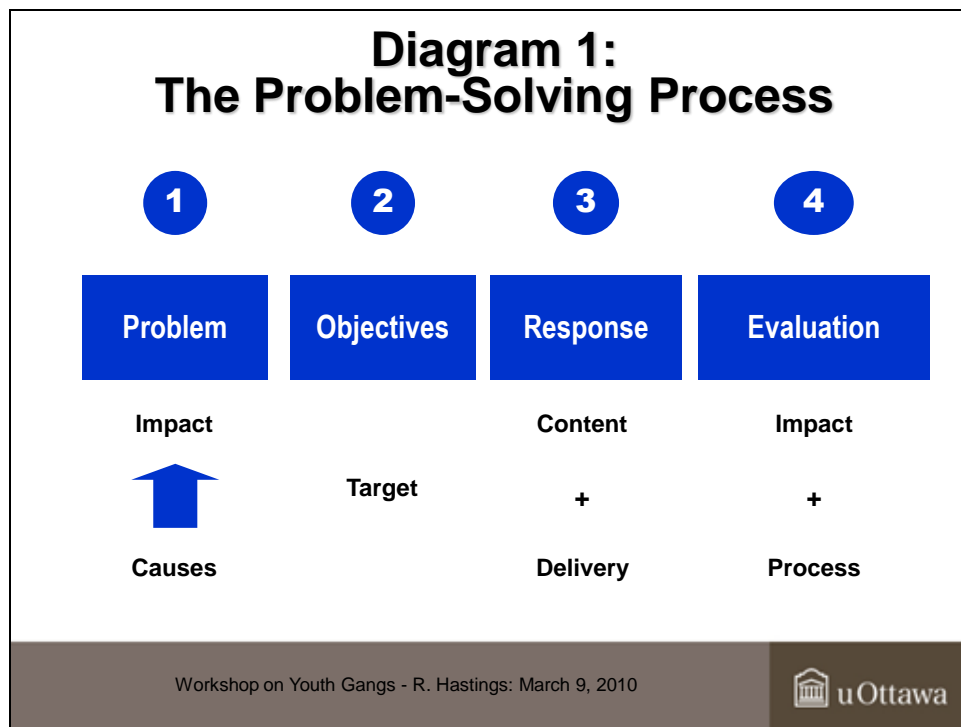 Diagram 1:
The Problem-Solving Process
1 2 3 4
Problem Objectives Response Evaluation
Impact Content Impact
Target + +
Causes Delivery Process
Workshop on Youth Gangs - R. Hastings: March 9, 2010
uOttawa